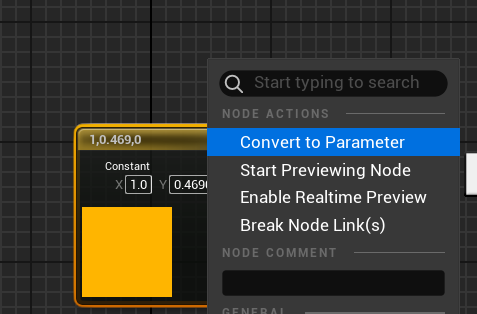 Start typing to search
NODE ACTIONS
1,0.469,0
Convert to Parameter
Constant
Start Previewing Node
X 1.0 Y 0.469
Enable Realtime Preview
Break Node Link(s)
NODE COMMENT
GENERAL